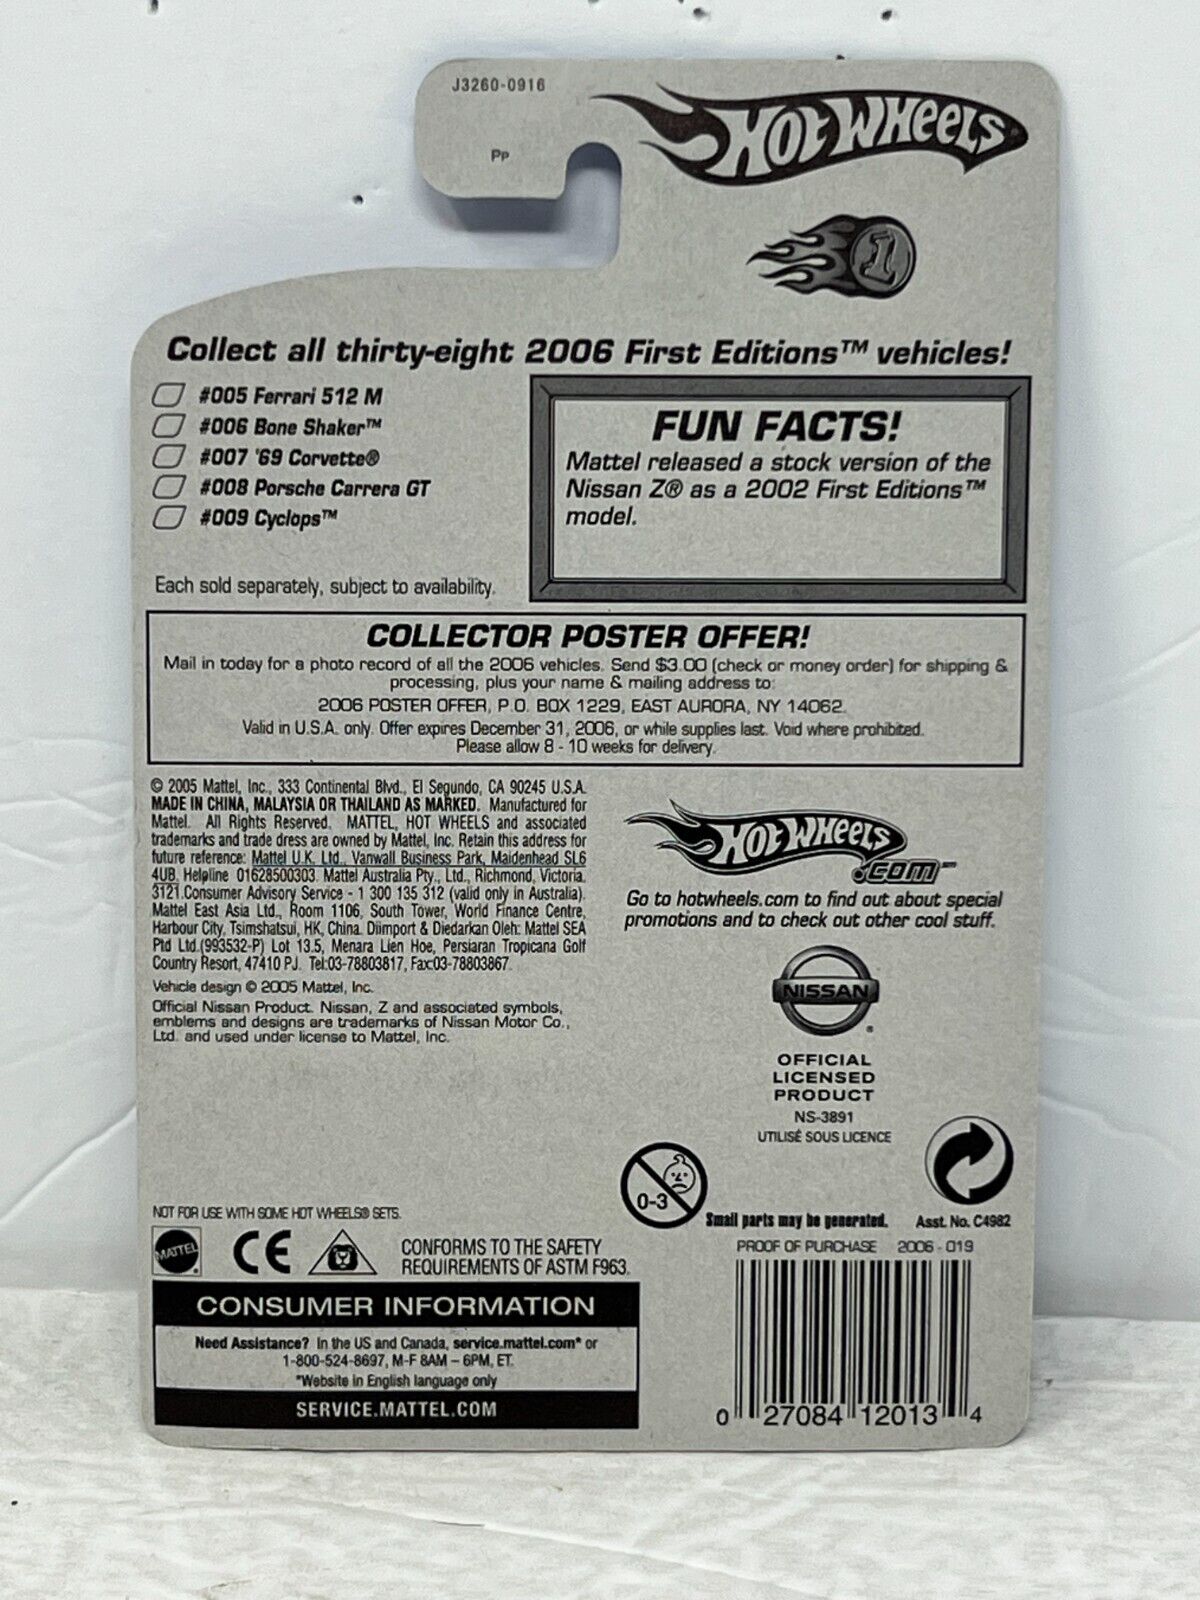 J3260-0916
Pp
HOT WHEELS
1
Collect all thirty-eight 2006 First Editions™ vehicles!
#005 Ferrari 512 M
#006 Bone Shaker™
#007 '69 Corvette®
#008 Porsche Carrera GT
#009 Cyclops™
Each sold separately, subject to availability.
FUN FACTS!
Mattel released a stock version of the
Nissan Z® as a 2002 First Editions™
model.
COLLECTOR POSTER OFFER!
Mail in today for a photo record of all the 2006 vehicles. Send $3.00 (check or money order) for shipping &
processing, plus your name & mailing address to:
2006 POSTER OFFER, P.O. BOX 1229, EAST AURORA, NY 14062.
Valid in U.S.A. only. Offer expires December 31, 2006, or while supplies last. Void where prohibited.
Please allow 8 - 10 weeks for delivery.
© 2005 Mattel, Inc., 333 Continental Blvd., El Segundo, CA 90245 U.S.A.
MADE IN CHINA, MALAYSIA OR THAILAND AS MARKED. Manufactured for
Mattel. All Rights Reserved. MATTEL, HOT WHEELS and associated
trademarks and trade dress are owned by Mattel, Inc. Retain this address for
future reference: Mattel U.K. Ltd., Vanwall Business Park, Maidenhead SL6
4UB. Helpline 01628500303. Mattel Australia Pty., Ltd., Richmond, Victoria.
3121.Consumer Advisory Service - 1 300 135 312 (valid only in Australia).
Mattel East Asia Ltd., Room 1106, South Tower, World Finance Centre,
Harbour City, Tsimshatsui, HK, China. Diimport & Diedarkan Oleh: Mattel SEA
Ptd Ltd.(993532-P) Lot 13.5, Menara Lien Hoe, Persiaran Tropicana Golf
Country Resort, 47410 PJ. Tel:03-78803817, Fax:03-78803867.
Vehicle design © 2005 Mattel, Inc.
Official Nissan Product. Nissan, Z and associated symbols,
emblems and designs are trademarks of Nissan Motor Co.,
Ltd. and used under license to Mattel, Inc.
HOT WHEELS
.COM™
Go to hotwheels.com to find out about special
promotions and to check out other cool stuff.
NISSAN
®
OFFICIAL
LICENSED
PRODUCT
NS-3891
UTILISÉ SOUS LICENCE
0-3
Small parts may be generated.
Asst. No. C4982
NOT FOR USE WITH SOME HOT WHEELS® SETS.
MATTEL
CE
CONFORMS TO THE SAFETY
REQUIREMENTS OF ASTM F963.
CONSUMER INFORMATION
Need Assistance? In the US and Canada, service.mattel.com* or
1-800-524-8697, M-F 8AM – 6PM, ET.
*Website in English language only
SERVICE.MATTEL.COM
PROOF OF PURCHASE 2006 - 019
0 27084 12013 4